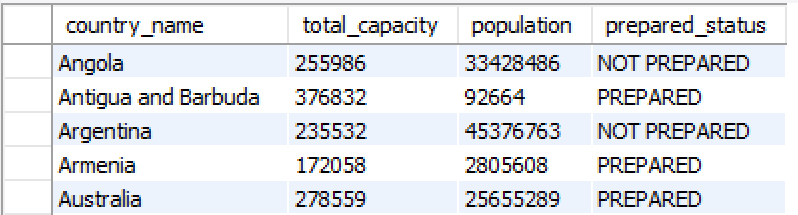 country_name total_capacity population prepared_status
Angola 255986 33428486 NOT PREPARED
Antigua and Barbuda 376832 92664 PREPARED
Argentina 235532 45376763 NOT PREPARED
Armenia 172058 2805608 PREPARED
Australia 278559 25655289 PREPARED